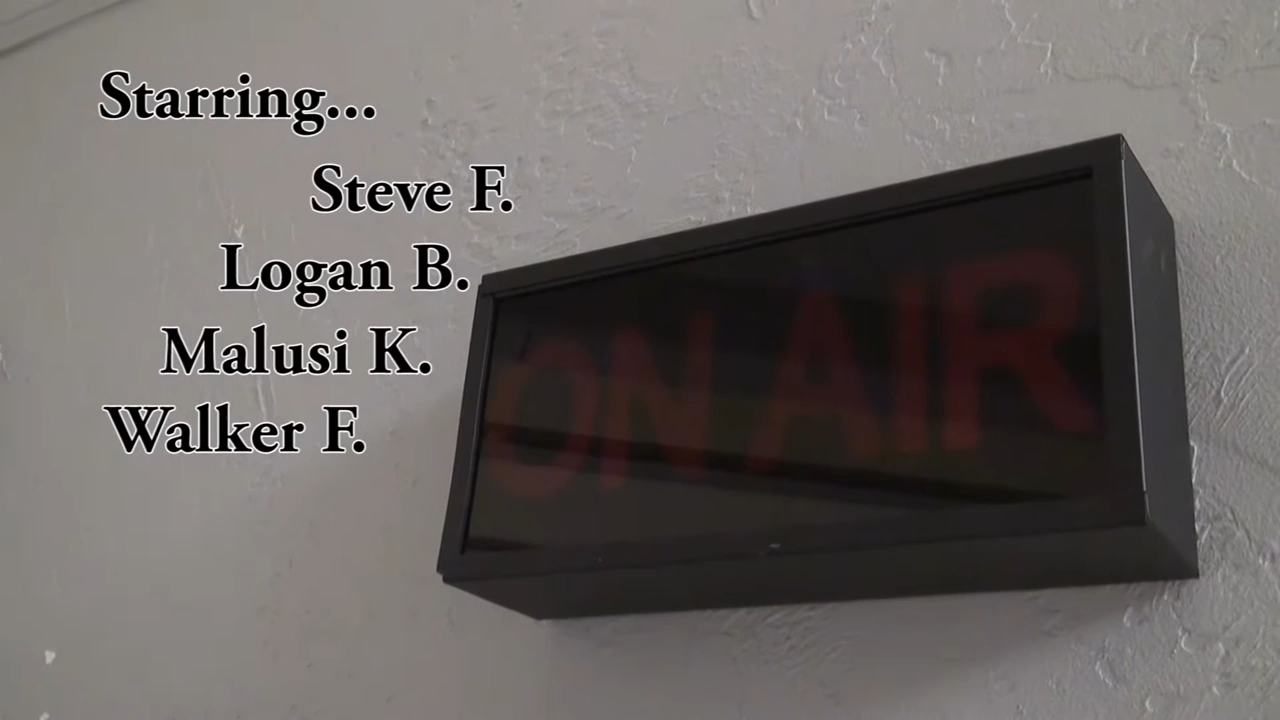 Starring...
Steve F.
Logan B.
Malusi K.
Walker F.
ON AIR